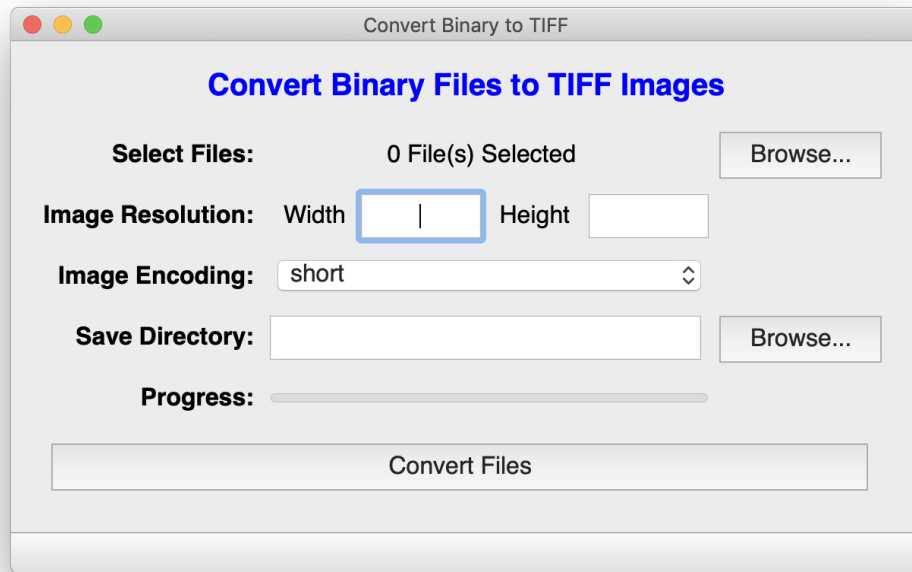 Convert Binary to TIFF
Convert Binary Files to TIFF Images
Select Files: 0 File(s) Selected Browse...
Image Resolution: Width Height
Image Encoding: short
Save Directory: Browse...
Progress:
Convert Files